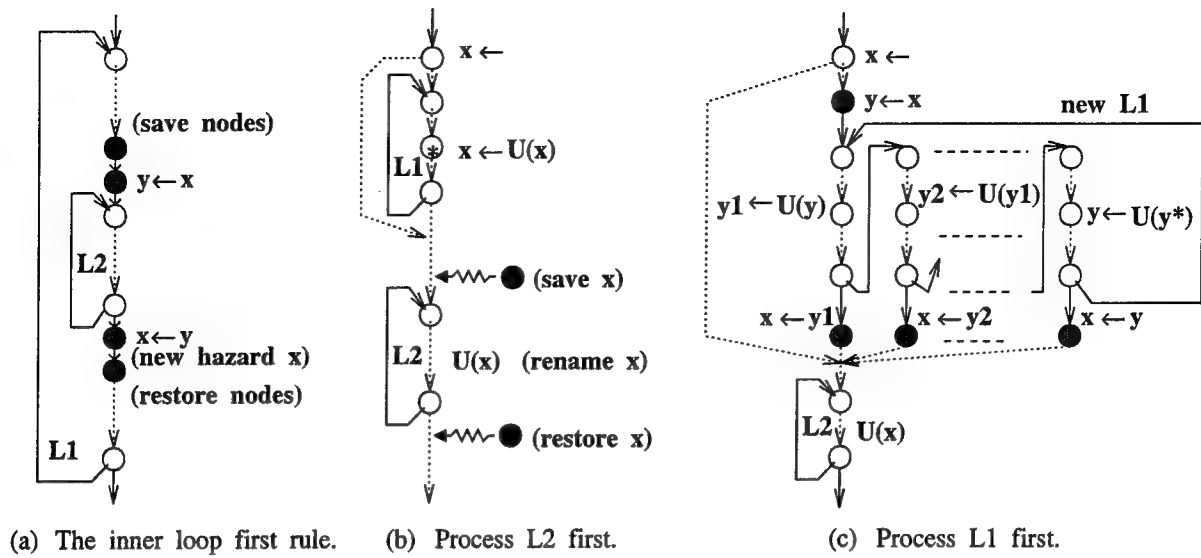 (save nodes)
y←x
L2
x←y
(new hazard x)
(restore nodes)
L1
(a) The inner loop first rule.
x←
*
x←U(x)
L1
(save x)
L2
U(x) (rename x)
(restore x)
(b) Process L2 first.
x←
y←x
new L1
y1←U(y)
y2←U(y1)
y←U(y*)
x←y1
x←y2
x←y
L2
U(x)
(c) Process L1 first.